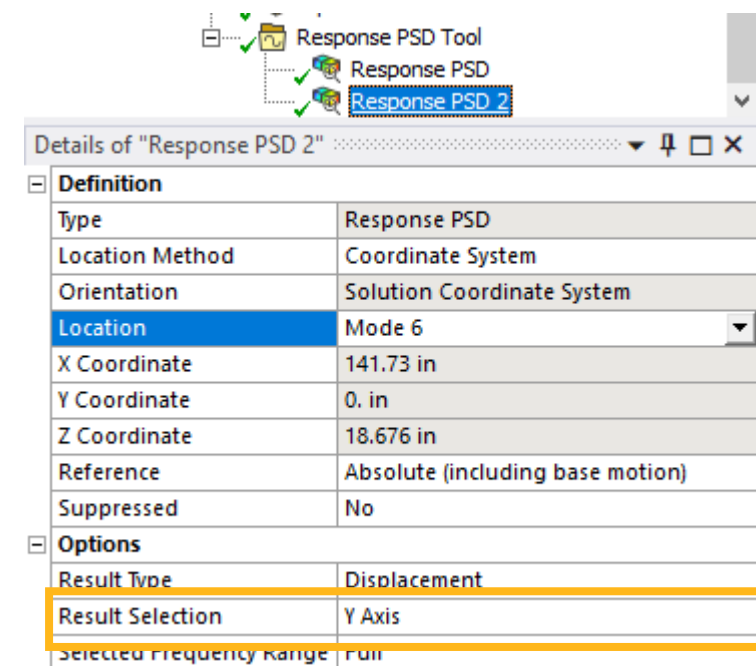 Response PSD Tool
Response PSD
Response PSD 2
Details of "Response PSD 2"
Definition
Type Response PSD
Location Method Coordinate System
Orientation Solution Coordinate System
Location Mode 6
X Coordinate 141.73 in
Y Coordinate 0. in
Z Coordinate 18.676 in
Reference Absolute (including base motion)
Suppressed No
Options
Result Type Displacement
Result Selection Y Axis
Selected Frequency Range Full